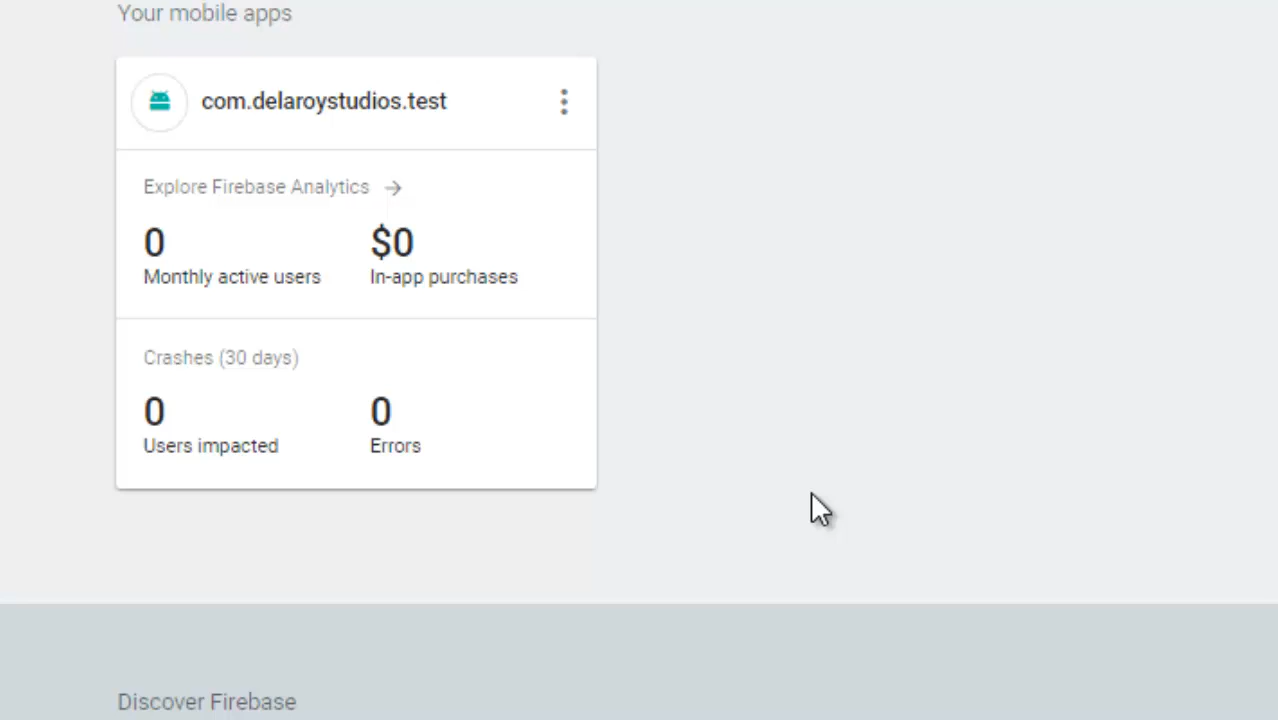 Your mobile apps
com.delaroystudios.test
Explore Firebase Analytics
0 $0
Monthly active users In-app purchases
Crashes (30 days)
0 0
Users impacted Errors
Discover Firebase